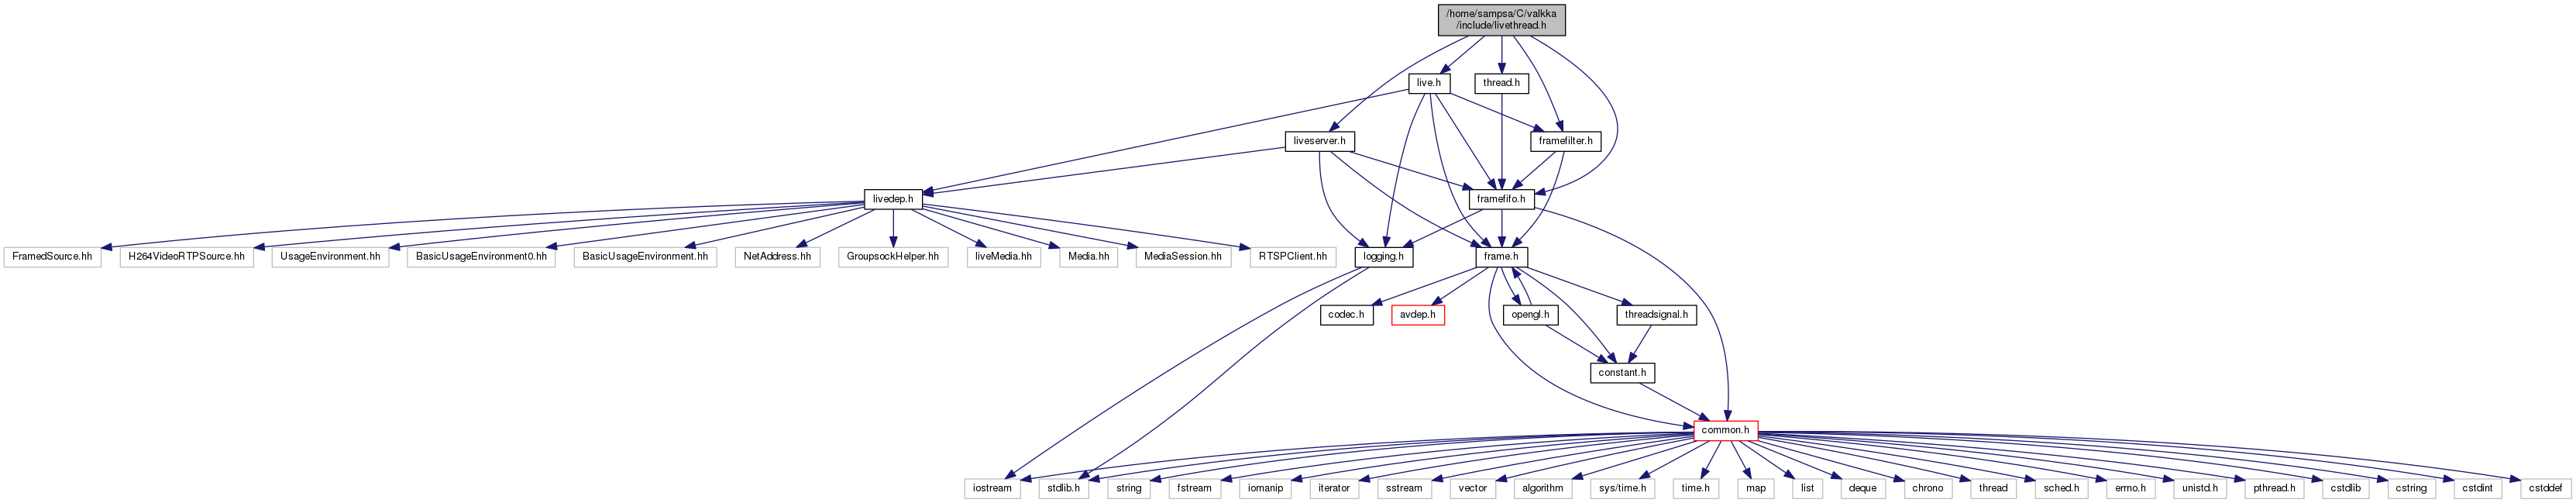 /home/sampsa/C/valkka
/include/livethread.h
live.h
thread.h
liveserver.h
framefilter.h
livedep.h
framefifo.h
FramedSource.hh
H264VideoRTPSource.hh
UsageEnvironment.hh
BasicUsageEnvironment0.hh
BasicUsageEnvironment.hh
NetAddress.hh
GroupsockHelper.hh
liveMedia.hh
Media.hh
MediaSession.hh
RTSPClient.hh
logging.h
frame.h
codec.h
avdep.h
opengl.h
threadsignal.h
constant.h
common.h
iostream
stdlib.h
string
fstream
iomanip
iterator
sstream
vector
algorithm
sys/time.h
time.h
map
list
deque
chrono
thread
sched.h
errno.h
unistd.h
pthread.h
cstdlib
cstring
cstdint
cstddef